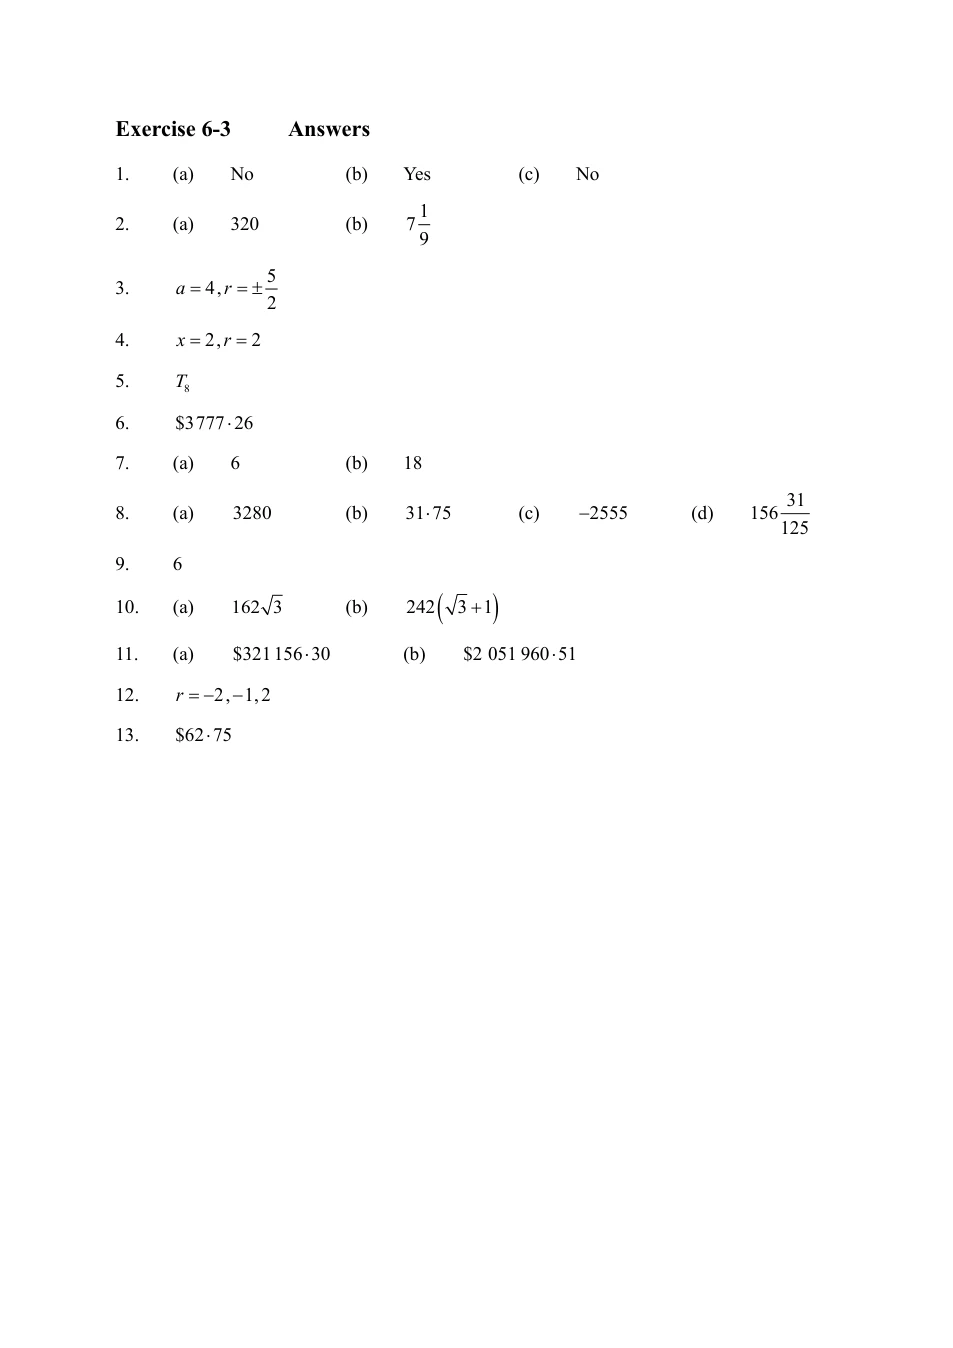 Exercise 6-3 Answers
1. (a) No (b) Yes (c) No
2. (a) 320 (b) 7 1/9
3. a = 4, r = ± 5/2
4. x = 2, r = 2
5. T₈
6. $3777·26
7. (a) 6 (b) 18
8. (a) 3280 (b) 31·75 (c) −2555 (d) 156 31/125
9. 6
10. (a) 162√3 (b) 242(√3 + 1)
11. (a) $321 156·30 (b) $2 051 960·51
12. r = −2, −1, 2
13. $62·75